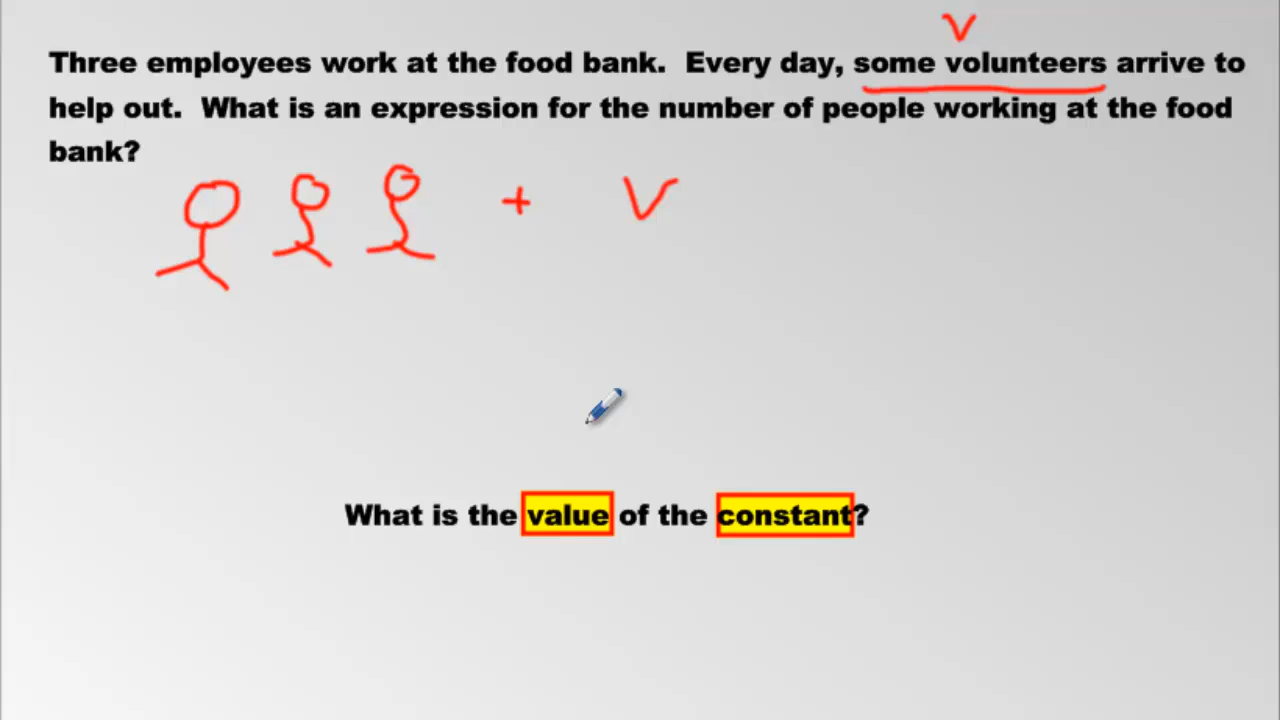 V
Three employees work at the food bank. Every day, some volunteers arrive to
help out. What is an expression for the number of people working at the food
bank?
+ V
What is the value of the constant?